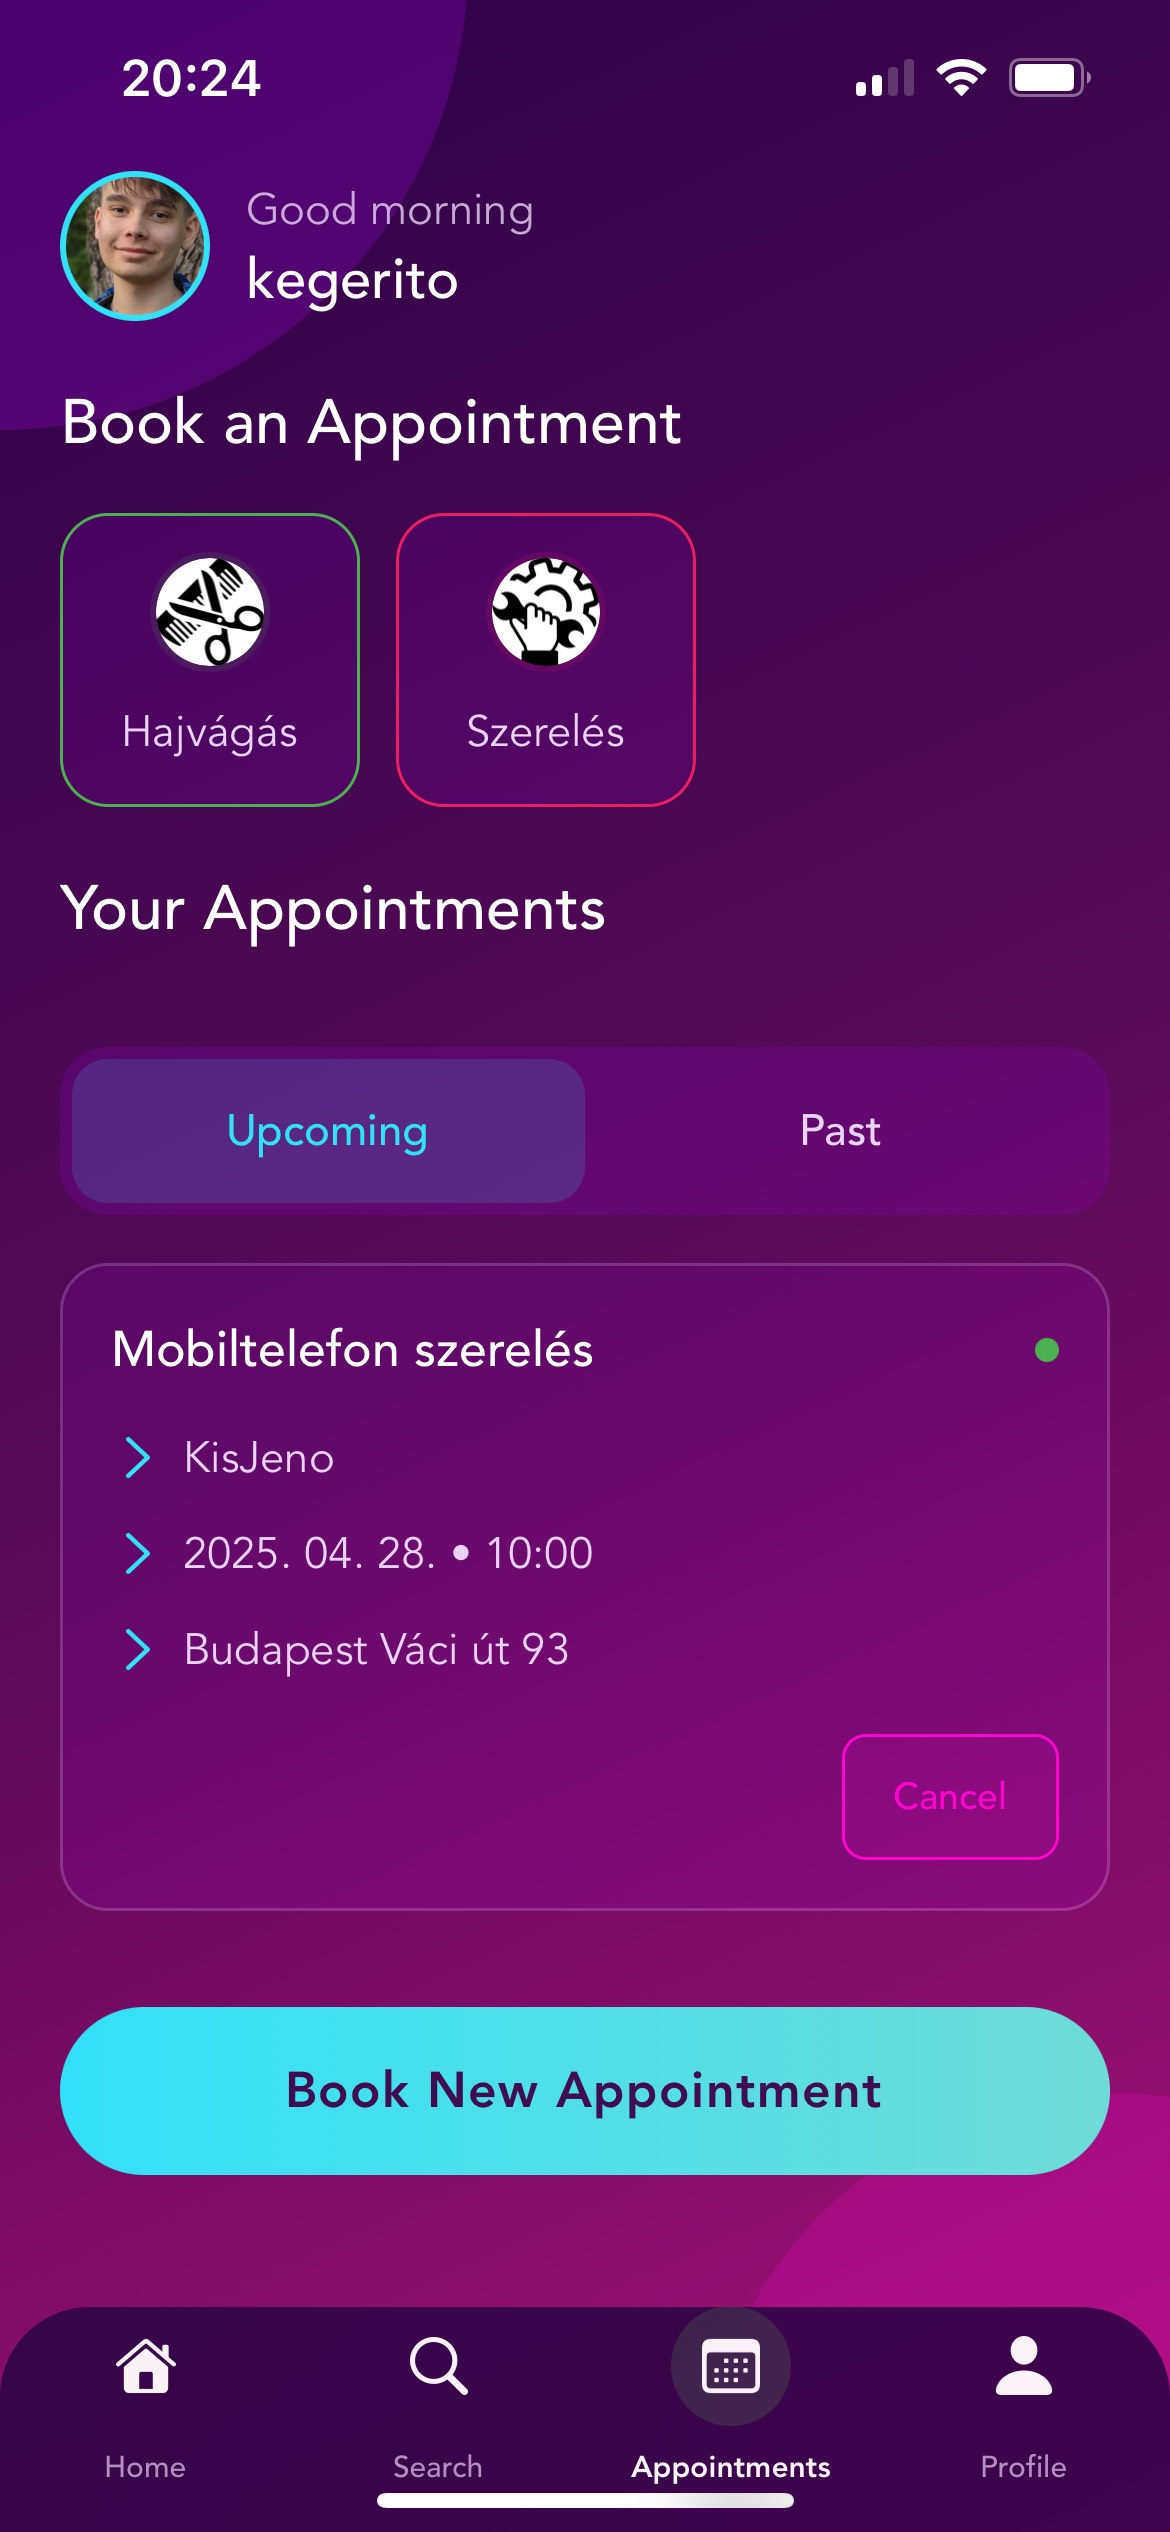 20:24
Good morning
kegerito
Book an Appointment
Hajvágás
Szerelés
Your Appointments
Upcoming
Past
Mobiltelefon szerelés
KisJeno
2025. 04. 28. • 10:00
Budapest Váci út 93
Cancel
Book New Appointment
Home
Search
Appointments
Profile